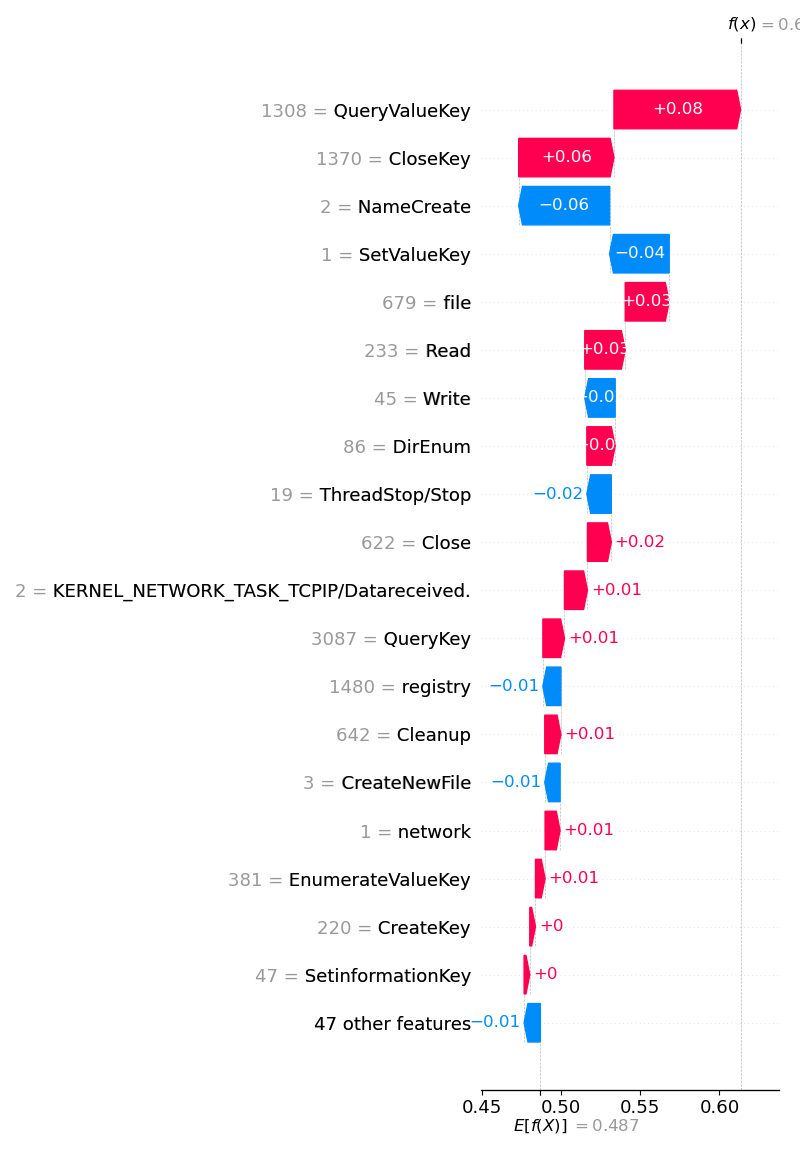 f(x) = 0.6
1308 = QueryValueKey +0.08
1370 = CloseKey +0.06
2 = NameCreate −0.06
1 = SetValueKey −0.04
679 = file +0.03
233 = Read +0.03
45 = Write −0.0
86 = DirEnum +0.0
19 = ThreadStop/Stop −0.02
622 = Close +0.02
2 = KERNEL_NETWORK_TASK_TCPIP/Datareceived. +0.01
3087 = QueryKey +0.01
1480 = registry −0.01
642 = Cleanup +0.01
3 = CreateNewFile −0.01
1 = network +0.01
381 = EnumerateValueKey +0.01
220 = CreateKey +0
47 = SetinformationKey +0
47 other features −0.01
0.45 0.50 0.55 0.60
E[f(X)] = 0.487